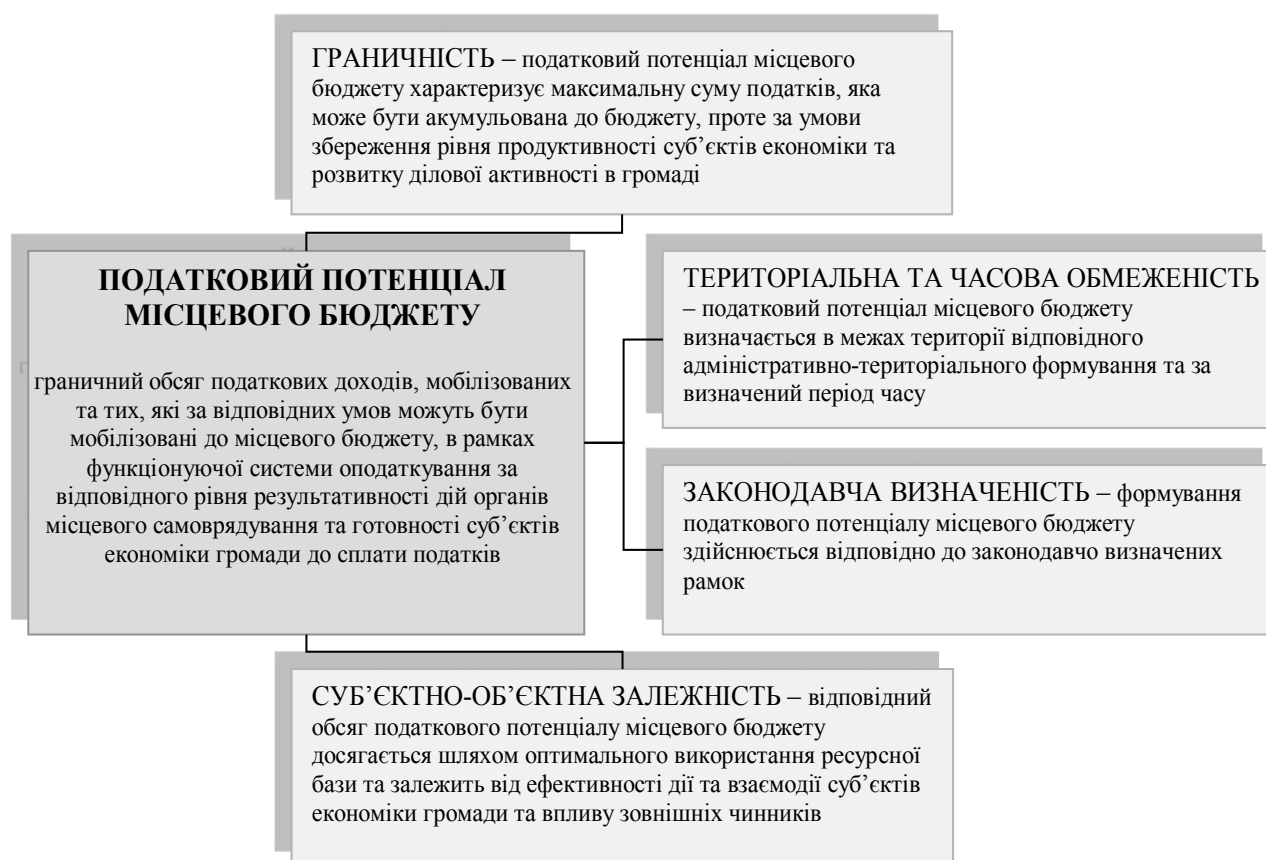 ГРАНИЧНІСТЬ – податковий потенціал місцевого
бюджету характеризує максимальну суму податків, яка
може бути акумульована до бюджету, проте за умови
збереження рівня продуктивності суб’єктів економіки та
розвитку ділової активності в громаді
ПОДАТКОВИЙ ПОТЕНЦІАЛ
МІСЦЕВОГО БЮДЖЕТУ
граничний обсяг податкових доходів, мобілізованих
та тих, які за відповідних умов можуть бути
мобілізовані до місцевого бюджету, в рамках
функціонуючої системи оподаткування за
відповідного рівня результативності дій органів
місцевого самоврядування та готовності суб’єктів
економіки громади до сплати податків
ТЕРИТОРІАЛЬНА ТА ЧАСОВА ОБМЕЖЕНІСТЬ
– податковий потенціал місцевого бюджету
визначається в межах території відповідного
адміністративно-територіального формування та за
визначений період часу
ЗАКОНОДАВЧА ВИЗНАЧЕНІСТЬ – формування
податкового потенціалу місцевого бюджету
здійснюється відповідно до законодавчо визначених
рамок
СУБ’ЄКТНО-ОБ’ЄКТНА ЗАЛЕЖНІСТЬ – відповідний
обсяг податкового потенціалу місцевого бюджету
досягається шляхом оптимального використання ресурсної
бази та залежить від ефективності дії та взаємодії суб’єктів
економіки громади та впливу зовнішніх чинників